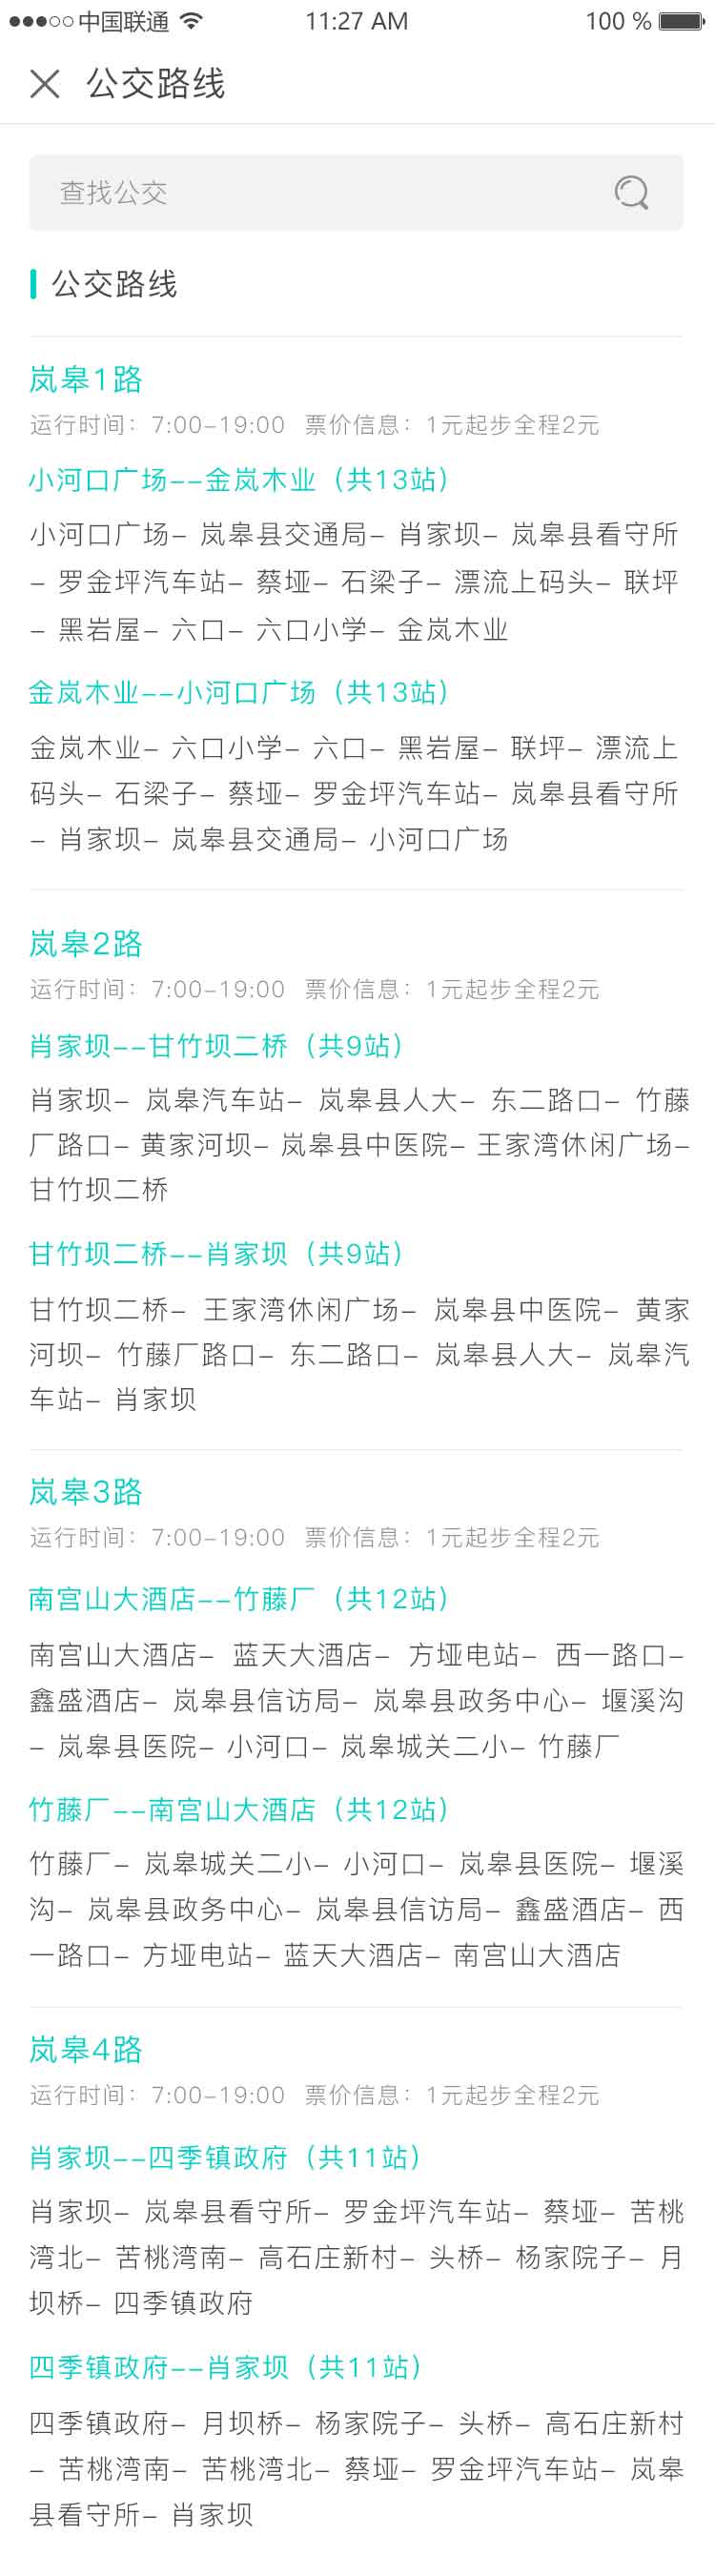 中国联通 11:27 AM 100 %
公交路线
查找公交
公交路线
岚皋1路
运行时间：7:00-19:00 票价信息：1元起步全程2元
小河口广场--金岚木业（共13站）
小河口广场- 岚皋县交通局- 肖家坝- 岚皋县看守所
- 罗金坪汽车站- 蔡垭- 石梁子- 漂流上码头- 联坪
- 黑岩屋- 六口- 六口小学- 金岚木业
金岚木业--小河口广场（共13站）
金岚木业- 六口小学- 六口- 黑岩屋- 联坪- 漂流上
码头- 石梁子- 蔡垭- 罗金坪汽车站- 岚皋县看守所
- 肖家坝- 岚皋县交通局- 小河口广场
岚皋2路
运行时间：7:00-19:00 票价信息：1元起步全程2元
肖家坝--甘竹坝二桥（共9站）
肖家坝- 岚皋汽车站- 岚皋县人大- 东二路口- 竹藤
厂路口- 黄家河坝- 岚皋县中医院- 王家湾休闲广场-
甘竹坝二桥
甘竹坝二桥--肖家坝（共9站）
甘竹坝二桥- 王家湾休闲广场- 岚皋县中医院- 黄家
河坝- 竹藤厂路口- 东二路口- 岚皋县人大- 岚皋汽
车站- 肖家坝
岚皋3路
运行时间：7:00-19:00 票价信息：1元起步全程2元
南宫山大酒店--竹藤厂（共12站）
南宫山大酒店- 蓝天大酒店- 方垭电站- 西一路口-
鑫盛酒店- 岚皋县信访局- 岚皋县政务中心- 堰溪沟
- 岚皋县医院- 小河口- 岚皋城关二小- 竹藤厂
竹藤厂--南宫山大酒店（共12站）
竹藤厂- 岚皋城关二小- 小河口- 岚皋县医院- 堰溪
沟- 岚皋县政务中心- 岚皋县信访局- 鑫盛酒店- 西
一路口- 方垭电站- 蓝天大酒店- 南宫山大酒店
岚皋4路
运行时间：7:00-19:00 票价信息：1元起步全程2元
肖家坝--四季镇政府（共11站）
肖家坝- 岚皋县看守所- 罗金坪汽车站- 蔡垭- 苦桃
湾北- 苦桃湾南- 高石庄新村- 头桥- 杨家院子- 月
坝桥- 四季镇政府
四季镇政府--肖家坝（共11站）
四季镇政府- 月坝桥- 杨家院子- 头桥- 高石庄新村
- 苦桃湾南- 苦桃湾北- 蔡垭- 罗金坪汽车站- 岚皋
县看守所- 肖家坝